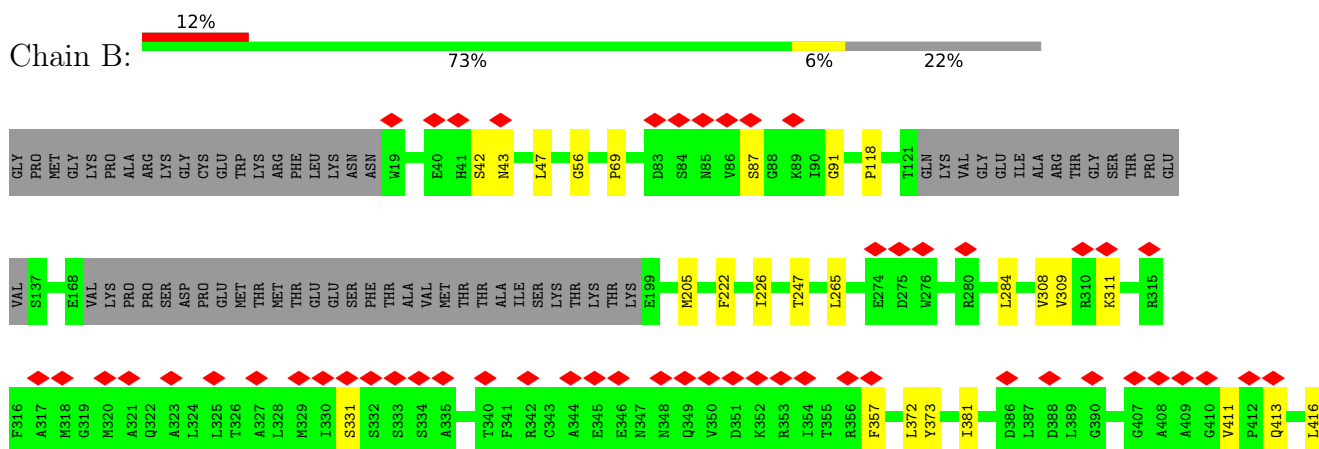 12%
Chain B:
73% 6% 22%
GLY PRO MET GLY LYS PRO ALA ARG LYS GLY CYS GLU TRP LYS ARG PHE LEU LYS ASN ASN W19 E40 H41 S42 N43 L47 G56 P69 D83 S84 N85 V86 S87 G88 K89 I90 G91 P118 T121 GLN LYS VAL GLY GLU ILE ALA ARG THR GLY SER THR PRO GLU
VAL S137 E168 VAL LYS PRO PRO SER ASP PRO GLU MET THR MET THR GLU GLU SER PHE THR ALA VAL MET THR THR ALA ILE SER LYS THR LYS THR LYS E199 M205 F222 I226 T247 L265 E274 D275 W276 R280 L284 V308 V309 R310 K311 R315
F316 A317 M318 G319 M320 A321 Q322 A323 L324 L325 T326 A327 L328 M329 I330 S331 S332 S333 S334 A335 T340 F341 R342 C343 A344 E345 E346 N347 N348 Q349 V350 D351 K352 R353 I354 T355 R356 F357 L372 Y373 I381 D386 L387 D388 L389 G390 G407 A408 A409 G410 V411 P412 Q413 L416